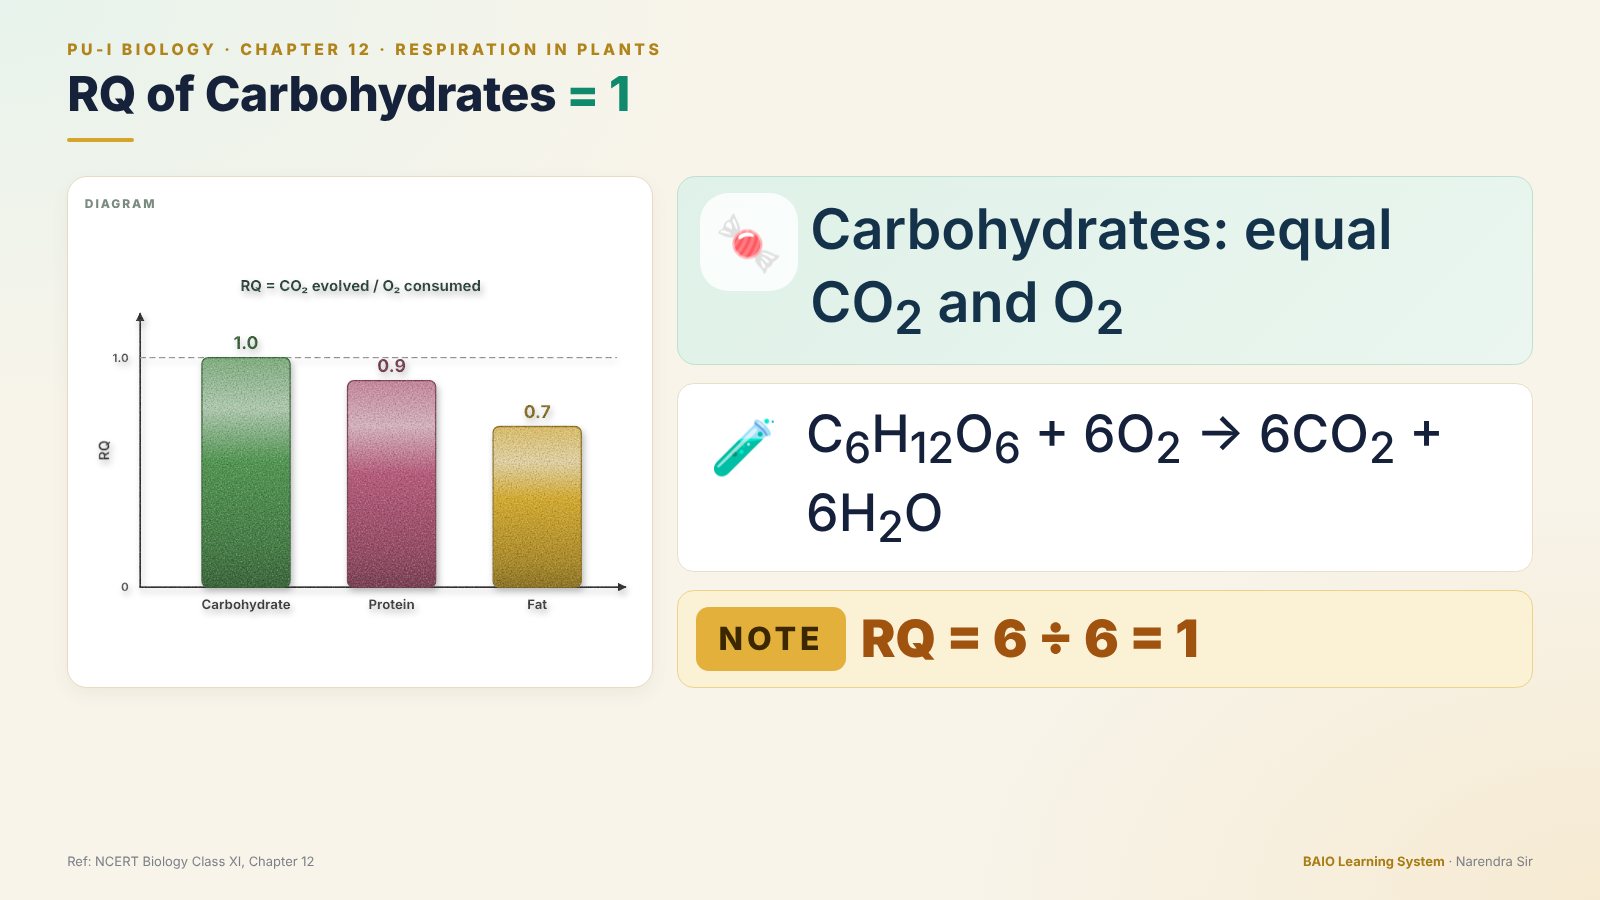 PU-I BIOLOGY · CHAPTER 12 · RESPIRATION IN PLANTS
RQ of Carbohydrates = 1
DIAGRAM
RQ = CO₂ evolved / O₂ consumed
1.0
1.0
0.9
0.7
RQ
0
Carbohydrate
Protein
Fat
Carbohydrates: equal
CO₂ and O₂
C₆H₁₂O₆ + 6O₂ → 6CO₂ +
6H₂O
NOTE RQ = 6 ÷ 6 = 1
Ref: NCERT Biology Class XI, Chapter 12
BAIO Learning System · Narendra Sir